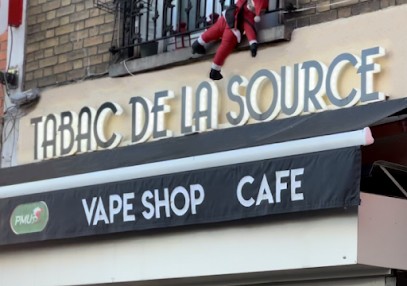 TABAC DE LA SOURCE
PMU VAPE SHOP CAFE